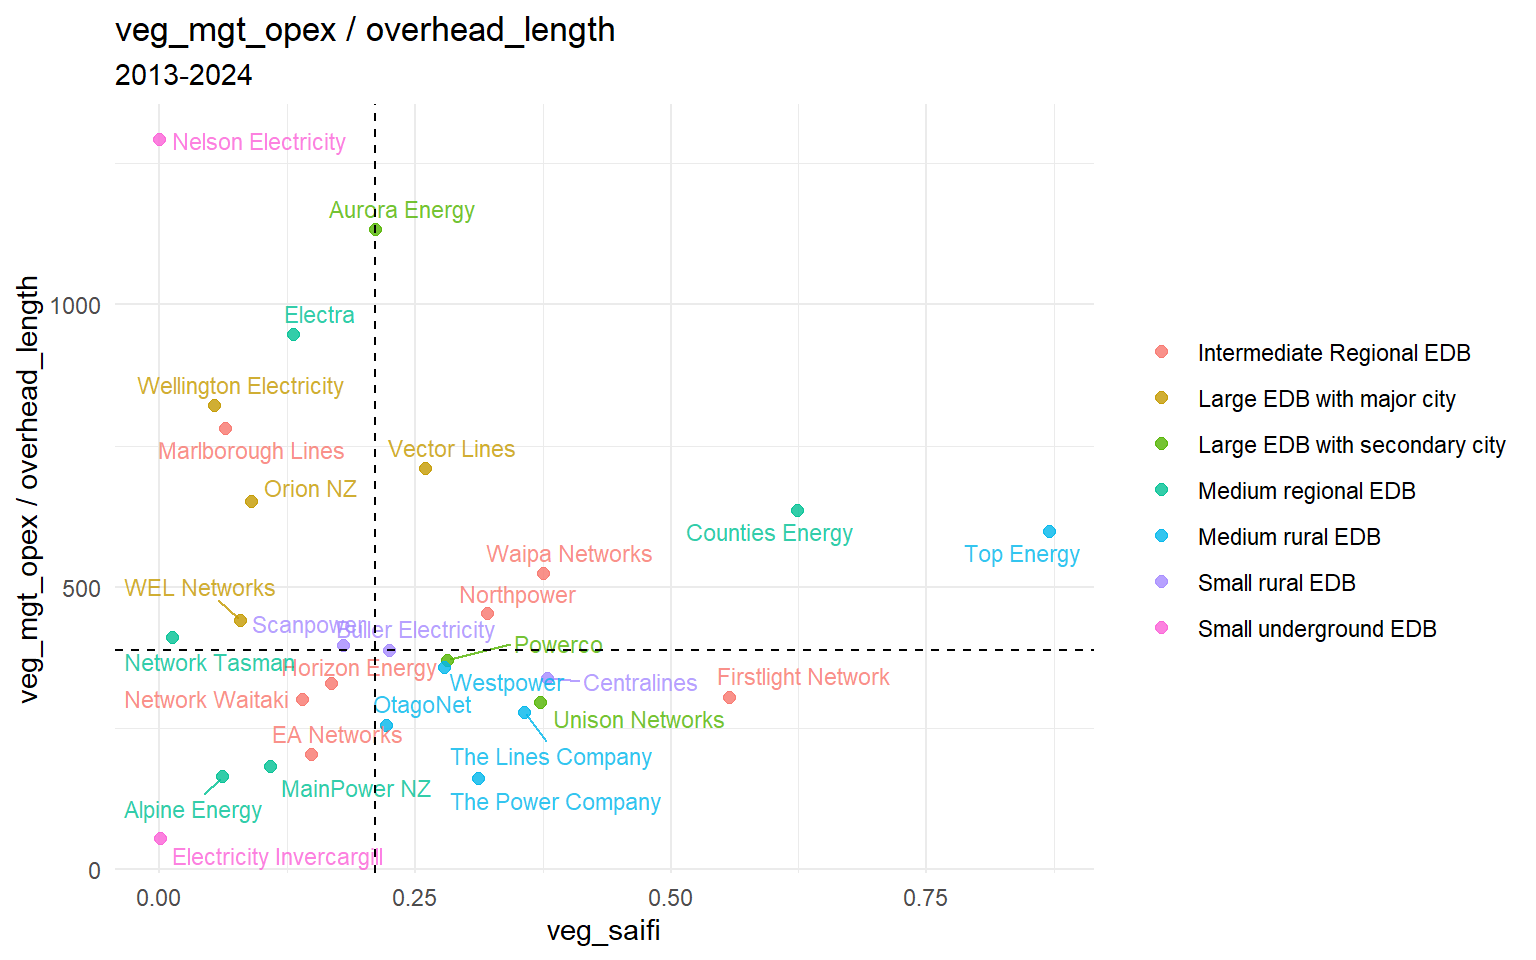 veg_mgt_opex / overhead_length
2013-2024
Nelson Electricity
Aurora Energy
Electra
Wellington Electricity
Marlborough Lines
Vector Lines
Orion NZ
Counties Energy
Top Energy
Waipa Networks
WEL Networks
Northpower
Scanpower
Buller Electricity
Powerco
Network Tasman
Horizon Energy
Westpower
Centralines
Firstlight Network
Network Waitaki
OtagoNet
Unison Networks
EA Networks
The Lines Company
MainPower NZ
The Power Company
Alpine Energy
Electricity Invercargill
veg_mgt_opex / overhead_length
1000
500
0
0.00
0.25
0.50
0.75
veg_saifi
Intermediate Regional EDB
Large EDB with major city
Large EDB with secondary city
Medium regional EDB
Medium rural EDB
Small rural EDB
Small underground EDB